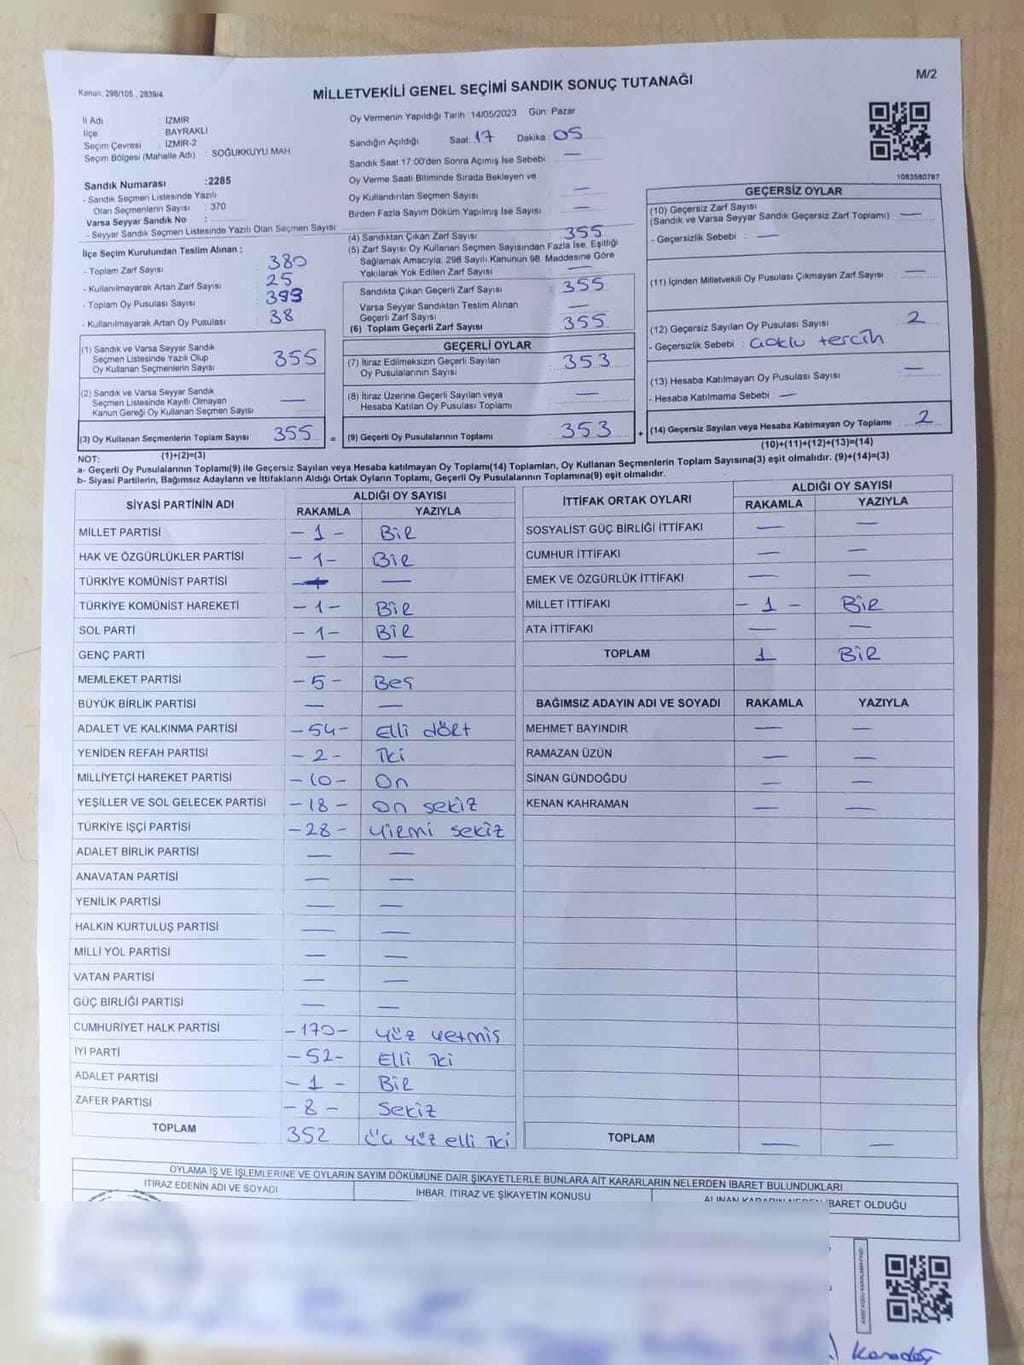 M/2
Kanun: 298/105, 2839/4
MİLLETVEKİLİ GENEL SEÇİMİ SANDIK SONUÇ TUTANAĞI
İl Adı : İZMİR
İlçe : BAYRAKLI
Seçim Çevresi : İZMİR-2
Seçim Bölgesi (Mahalle Adı) : SOĞUKKUYU MAH
Sandık Numarası :2285
- Sandık Seçmen Listesinde Yazılı
Olan Seçmenlerin Sayısı : 370
Varsa Seyyar Sandık No :
- Seyyar Sandık Seçmen Listesinde Yazılı Olan Seçmen Sayısı:
İlçe Seçim Kurulundan Teslim Alınan ;
- Toplam Zarf Sayısı : 380
- Kullanılmayarak Artan Zarf Sayısı : 25
- Toplam Oy Pusulası Sayısı : 393
- Kullanılmayarak Artan Oy Pusulası : 38
(1) Sandık ve Varsa Seyyar Sandık
Seçmen Listesinde Yazılı Olup
Oy Kullanan Seçmenlerin Sayısı 355
(2) Sandık ve Varsa Seyyar Sandık
Seçmen Listesinde Kayıtlı Olmayan
Kanun Gereği Oy Kullanan Seçmen Sayısı —
(3) Oy Kullanan Seçmenlerin Toplam Sayısı 355 =
Oy Vermenin Yapıldığı Tarih 14/05/2023 Gün: Pazar
Sandığın Açıldığı Saat: 17 Dakika: 05
Sandık Saat 17:00'den Sonra Açılmış İse Sebebi : —
Oy Verme Saati Bitiminde Sırada Bekleyen ve
Oy Kullandırılan Seçmen Sayısı : —
Birden Fazla Sayım Döküm Yapılmış İse Sayısı : —
(4) Sandıktan Çıkan Zarf Sayısı : 355
(5) Zarf Sayısı Oy Kullanan Seçmen Sayısından Fazla İse, Eşitliği
Sağlamak Amacıyla; 298 Sayılı Kanunun 98. Maddesine Göre
Yakılarak Yok Edilen Zarf Sayısı : —
Sandıkta Çıkan Geçerli Zarf Sayısı : 355
Varsa Seyyar Sandıktan Teslim Alınan
Geçerli Zarf Sayısı : —
(6) Toplam Geçerli Zarf Sayısı : 355
GEÇERLİ OYLAR
(7) İtiraz Edilmeksizin Geçerli Sayılan
Oy Pusulalarının Sayısı : 353
(8) İtiraz Üzerine Geçerli Sayılan veya
Hesaba Katılan Oy Pusulası Toplamı : —
(9) Geçerli Oy Pusulalarının Toplamı : 353 +
1083580787
GEÇERSİZ OYLAR
(10) Geçersiz Zarf Sayısı
(Sandık ve Varsa Seyyar Sandık Geçersiz Zarf Toplamı) : —
- Geçersizlik Sebebi : —
(11) İçinden Milletvekili Oy Pusulası Çıkmayan Zarf Sayısı : —
(12) Geçersiz Sayılan Oy Pusulası Sayısı : 2
- Geçersizlik Sebebi : Çoklu tercih
(13) Hesaba Katılmayan Oy Pusulası Sayısı : —
- Hesaba Katılmama Sebebi : —
(14) Geçersiz Sayılan veya Hesaba Katılmayan Oy Toplamı : 2
NOT: (1)+(2)=(3)
(10)+(11)+(12)+(13)=(14)
a- Geçerli Oy Pusulalarının Toplamı(9) ile Geçersiz Sayılan veya Hesaba katılmayan Oy Toplamı(14) Toplamları, Oy Kullanan Seçmenlerin Toplam Sayısına(3) eşit olmalıdır. (9)+(14)=(3)
b- Siyasi Partilerin, Bağımsız Adayların ve İttifakların Aldığı Ortak Oyların Toplamı, Geçerli Oy Pusulalarının Toplamına(9) eşit olmalıdır.
SİYASİ PARTİNİN ADI
ALDIĞI OY SAYISI
RAKAMLA YAZIYLA
MİLLET PARTİSİ - 1 - Bir
HAK VE ÖZGÜRLÜKLER PARTİSİ - 1 - Bir
TÜRKİYE KOMÜNİST PARTİSİ — —
TÜRKİYE KOMÜNİST HAREKETİ - 1 - Bir
SOL PARTİ - 1 - Bir
GENÇ PARTİ — —
MEMLEKET PARTİSİ - 5 - Beş
BÜYÜK BİRLİK PARTİSİ — —
ADALET VE KALKINMA PARTİSİ - 54 - Elli dört
YENİDEN REFAH PARTİSİ - 2 - İki
MİLLİYETÇİ HAREKET PARTİSİ - 10 - On
YEŞİLLER VE SOL GELECEK PARTİSİ - 18 - On sekiz
TÜRKİYE İŞÇİ PARTİSİ - 28 - Yirmi sekiz
ADALET BİRLİK PARTİSİ — —
ANAVATAN PARTİSİ — —
YENİLİK PARTİSİ — —
HALKIN KURTULUŞ PARTİSİ — —
MİLLİ YOL PARTİSİ — —
VATAN PARTİSİ — —
GÜÇ BİRLİĞİ PARTİSİ — —
CUMHURİYET HALK PARTİSİ - 170 - Yüz yetmiş
İYİ PARTİ - 52 - Elli iki
ADALET PARTİSİ - 1 - Bir
ZAFER PARTİSİ - 8 - Sekiz
TOPLAM 352 Üç yüz elli iki
İTTİFAK ORTAK OYLARI
ALDIĞI OY SAYISI
RAKAMLA YAZIYLA
SOSYALİST GÜÇ BİRLİĞİ İTTİFAKI — —
CUMHUR İTTİFAKI — —
EMEK VE ÖZGÜRLÜK İTTİFAKI — —
MİLLET İTTİFAKI - 1 - Bir
ATA İTTİFAKI — —
TOPLAM 1 Bir
BAĞIMSIZ ADAYIN ADI VE SOYADI RAKAMLA YAZIYLA
MEHMET BAYINDIR — —
RAMAZAN ÜZÜN — —
SİNAN GÜNDOĞDU — —
KENAN KAHRAMAN — —
TOPLAM — —
OYLAMA İŞ VE İŞLEMLERİNE VE OYLARIN SAYIM DÖKÜMÜNE DAİR ŞİKAYETLERLE BUNLARA AİT KARARLARIN NELERDEN İBARET BULUNDUKLARI
İTİRAZ EDENİN ADI VE SOYADI İHBAR, İTİRAZ VE ŞİKAYETİN KONUSU ALINAN KARARIN NEDEN İBARET OLDUĞU